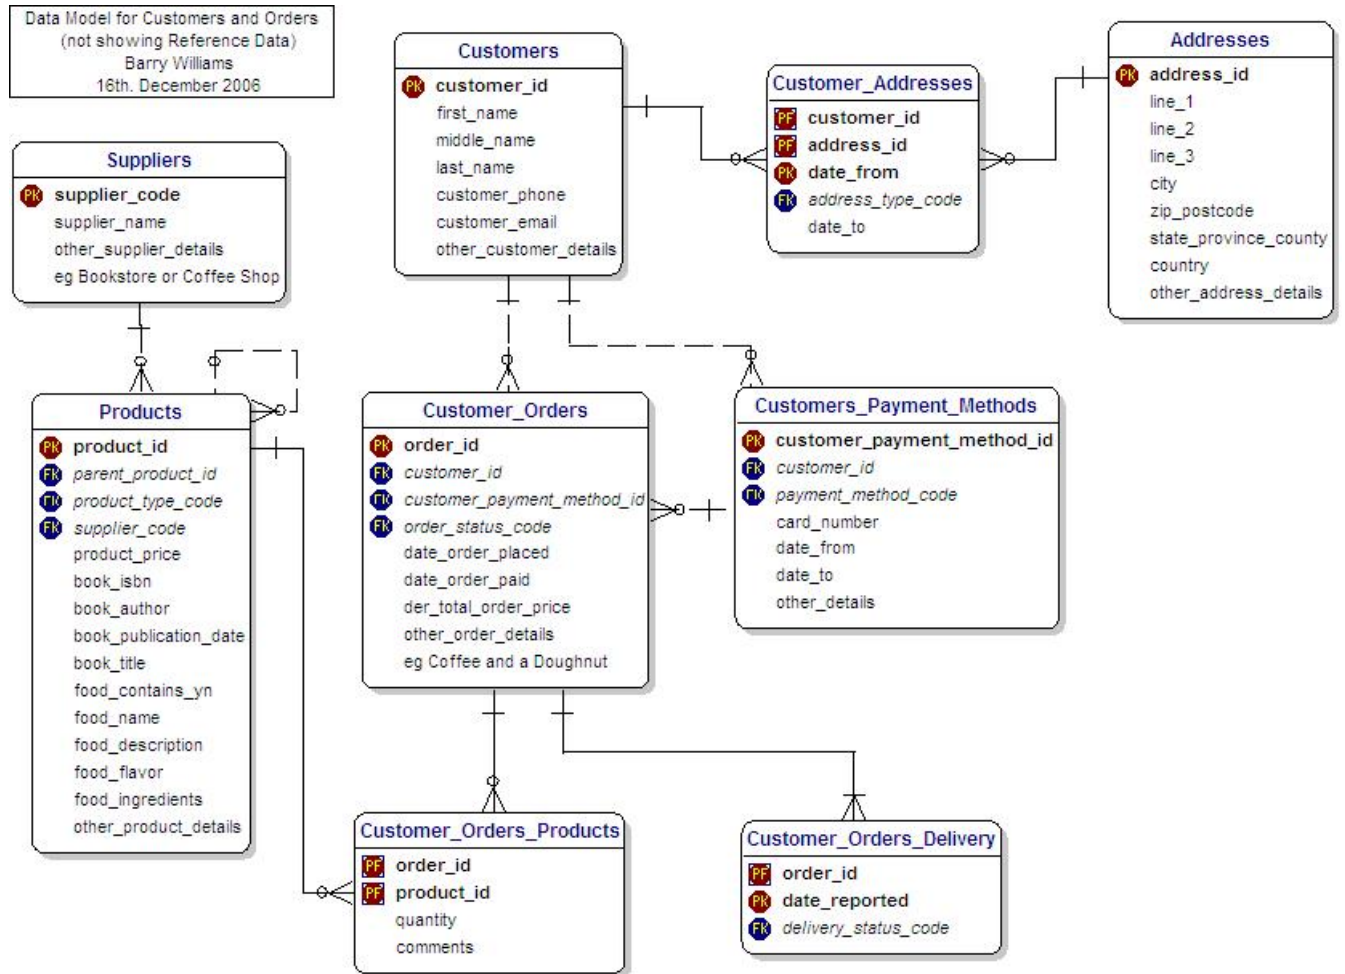 Data Model for Customers and Orders
(not showing Reference Data)
Barry Williams
16th. December 2006
Customers
PK customer_id
first_name
middle_name
last_name
customer_phone
customer_email
other_customer_details
Customer_Addresses
PF customer_id
PF address_id
PK date_from
FK address_type_code
date_to
Addresses
PK address_id
line_1
line_2
line_3
city
zip_postcode
state_province_county
country
other_address_details
Suppliers
PK supplier_code
supplier_name
other_supplier_details
eg Bookstore or Coffee Shop
Products
PK product_id
FK parent_product_id
FK product_type_code
FK supplier_code
product_price
book_isbn
book_author
book_publication_date
book_title
food_contains_yn
food_name
food_description
food_flavor
food_ingredients
other_product_details
Customer_Orders
PK order_id
FK customer_id
FK customer_payment_method_id
FK order_status_code
date_order_placed
date_order_paid
der_total_order_price
other_order_details
eg Coffee and a Doughnut
Customers_Payment_Methods
PK customer_payment_method_id
FK customer_id
FK payment_method_code
card_number
date_from
date_to
other_details
Customer_Orders_Products
PF order_id
PF product_id
quantity
comments
Customer_Orders_Delivery
PF order_id
PK date_reported
FK delivery_status_code